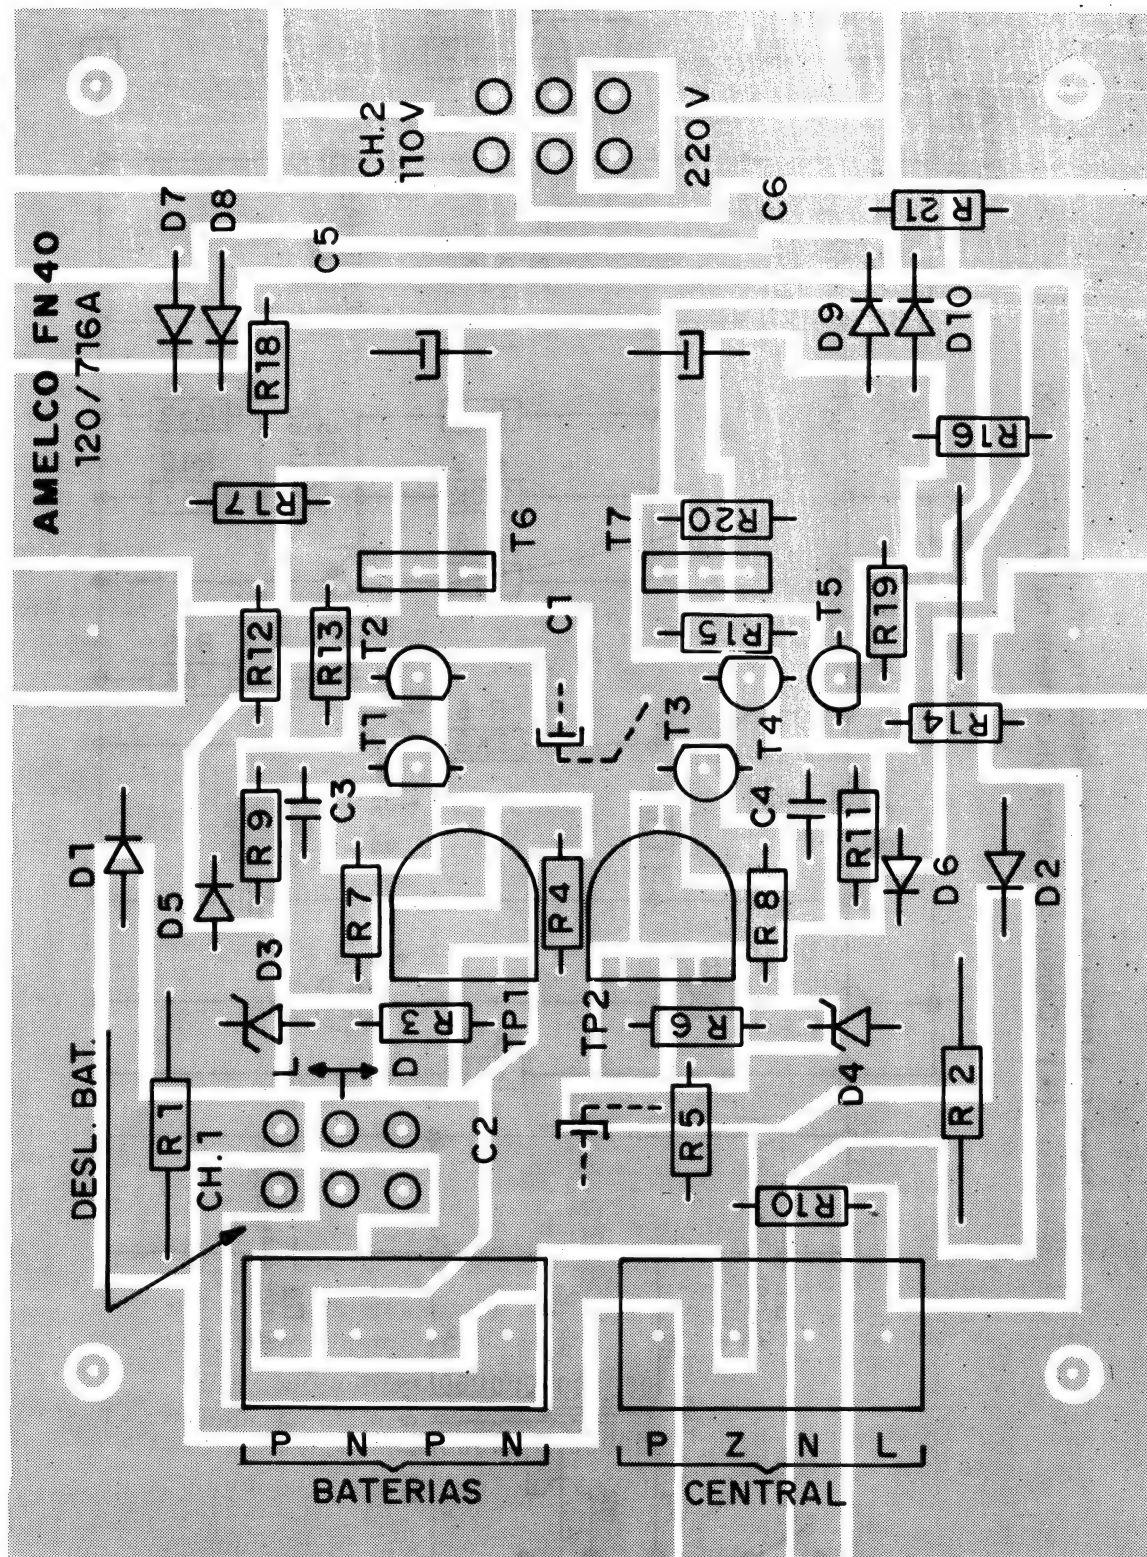 AMELCO FN 40
120/716A
CH.2
110V
220V
D7
D8
C5
C6
R21
R18
D9
D10
R16
R17
T6
T7
R20
R12
R13
T2
C1
R15
T5
R19
T1
T3
T4
R14
D1
R9
C3
C4
R11
D5
R7
R4
R8
D6
D2
D3
R3
TP1
TP2
R6
D4
DESL. BAT.
L
D
R1
CH.1
C2
R5
R2
R10
P N P N
BATERIAS
P Z N L
CENTRAL